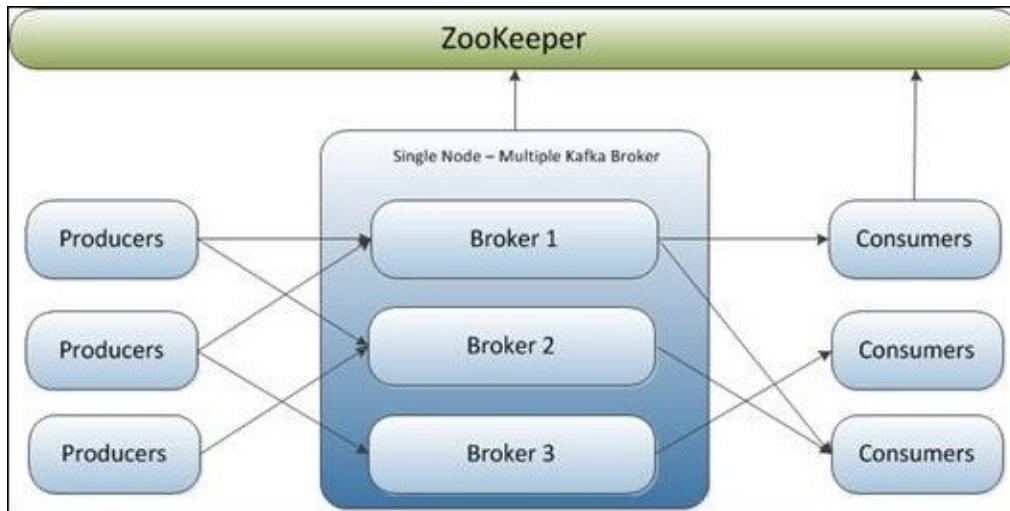 ZooKeeper
Single Node – Multiple Kafka Broker
Producers
Broker 1
Consumers
Producers
Broker 2
Consumers
Producers
Broker 3
Consumers